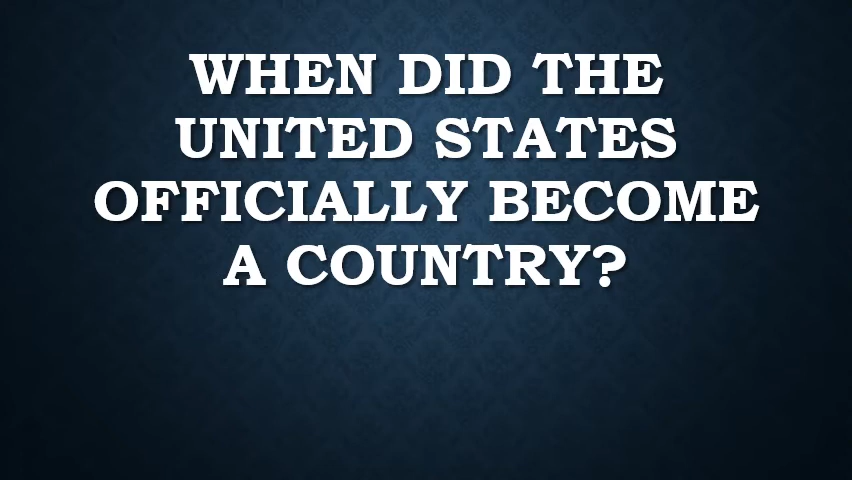 WHEN DID THE
UNITED STATES
OFFICIALLY BECOME
A COUNTRY?